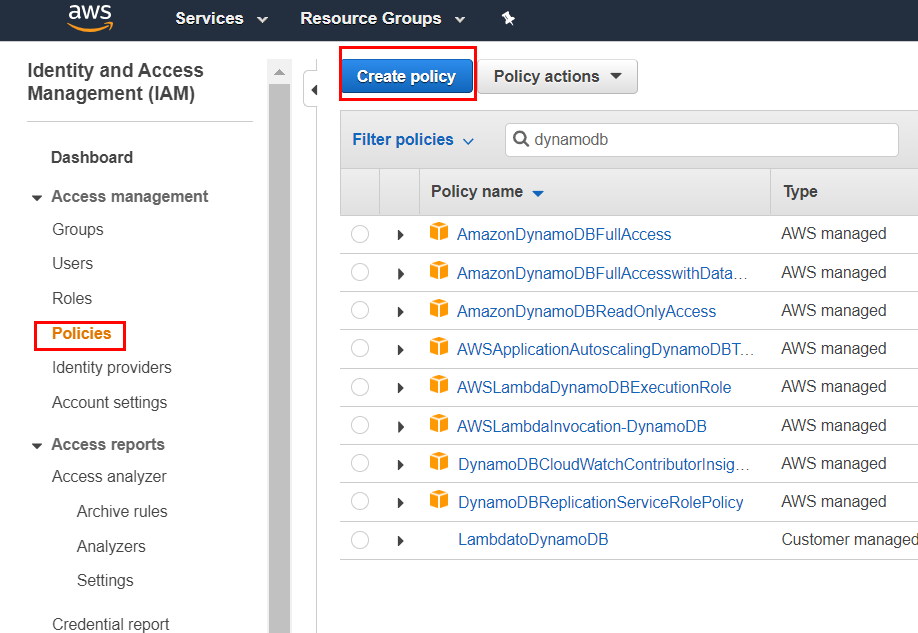 aws Services Resource Groups
Identity and Access
Management (IAM)
Dashboard
Access management
Groups
Users
Roles
Policies
Identity providers
Account settings
Access reports
Access analyzer
Archive rules
Analyzers
Settings
Credential report
Create policy Policy actions
Filter policies dynamodb
Policy name Type
AmazonDynamoDBFullAccess AWS managed
AmazonDynamoDBFullAccesswithData… AWS managed
AmazonDynamoDBReadOnlyAccess AWS managed
AWSApplicationAutoscalingDynamoDBT… AWS managed
AWSLambdaDynamoDBExecutionRole AWS managed
AWSLambdaInvocation-DynamoDB AWS managed
DynamoDBCloudWatchContributorInsig… AWS managed
DynamoDBReplicationServiceRolePolicy AWS managed
LambdatoDynamoDB Customer managed